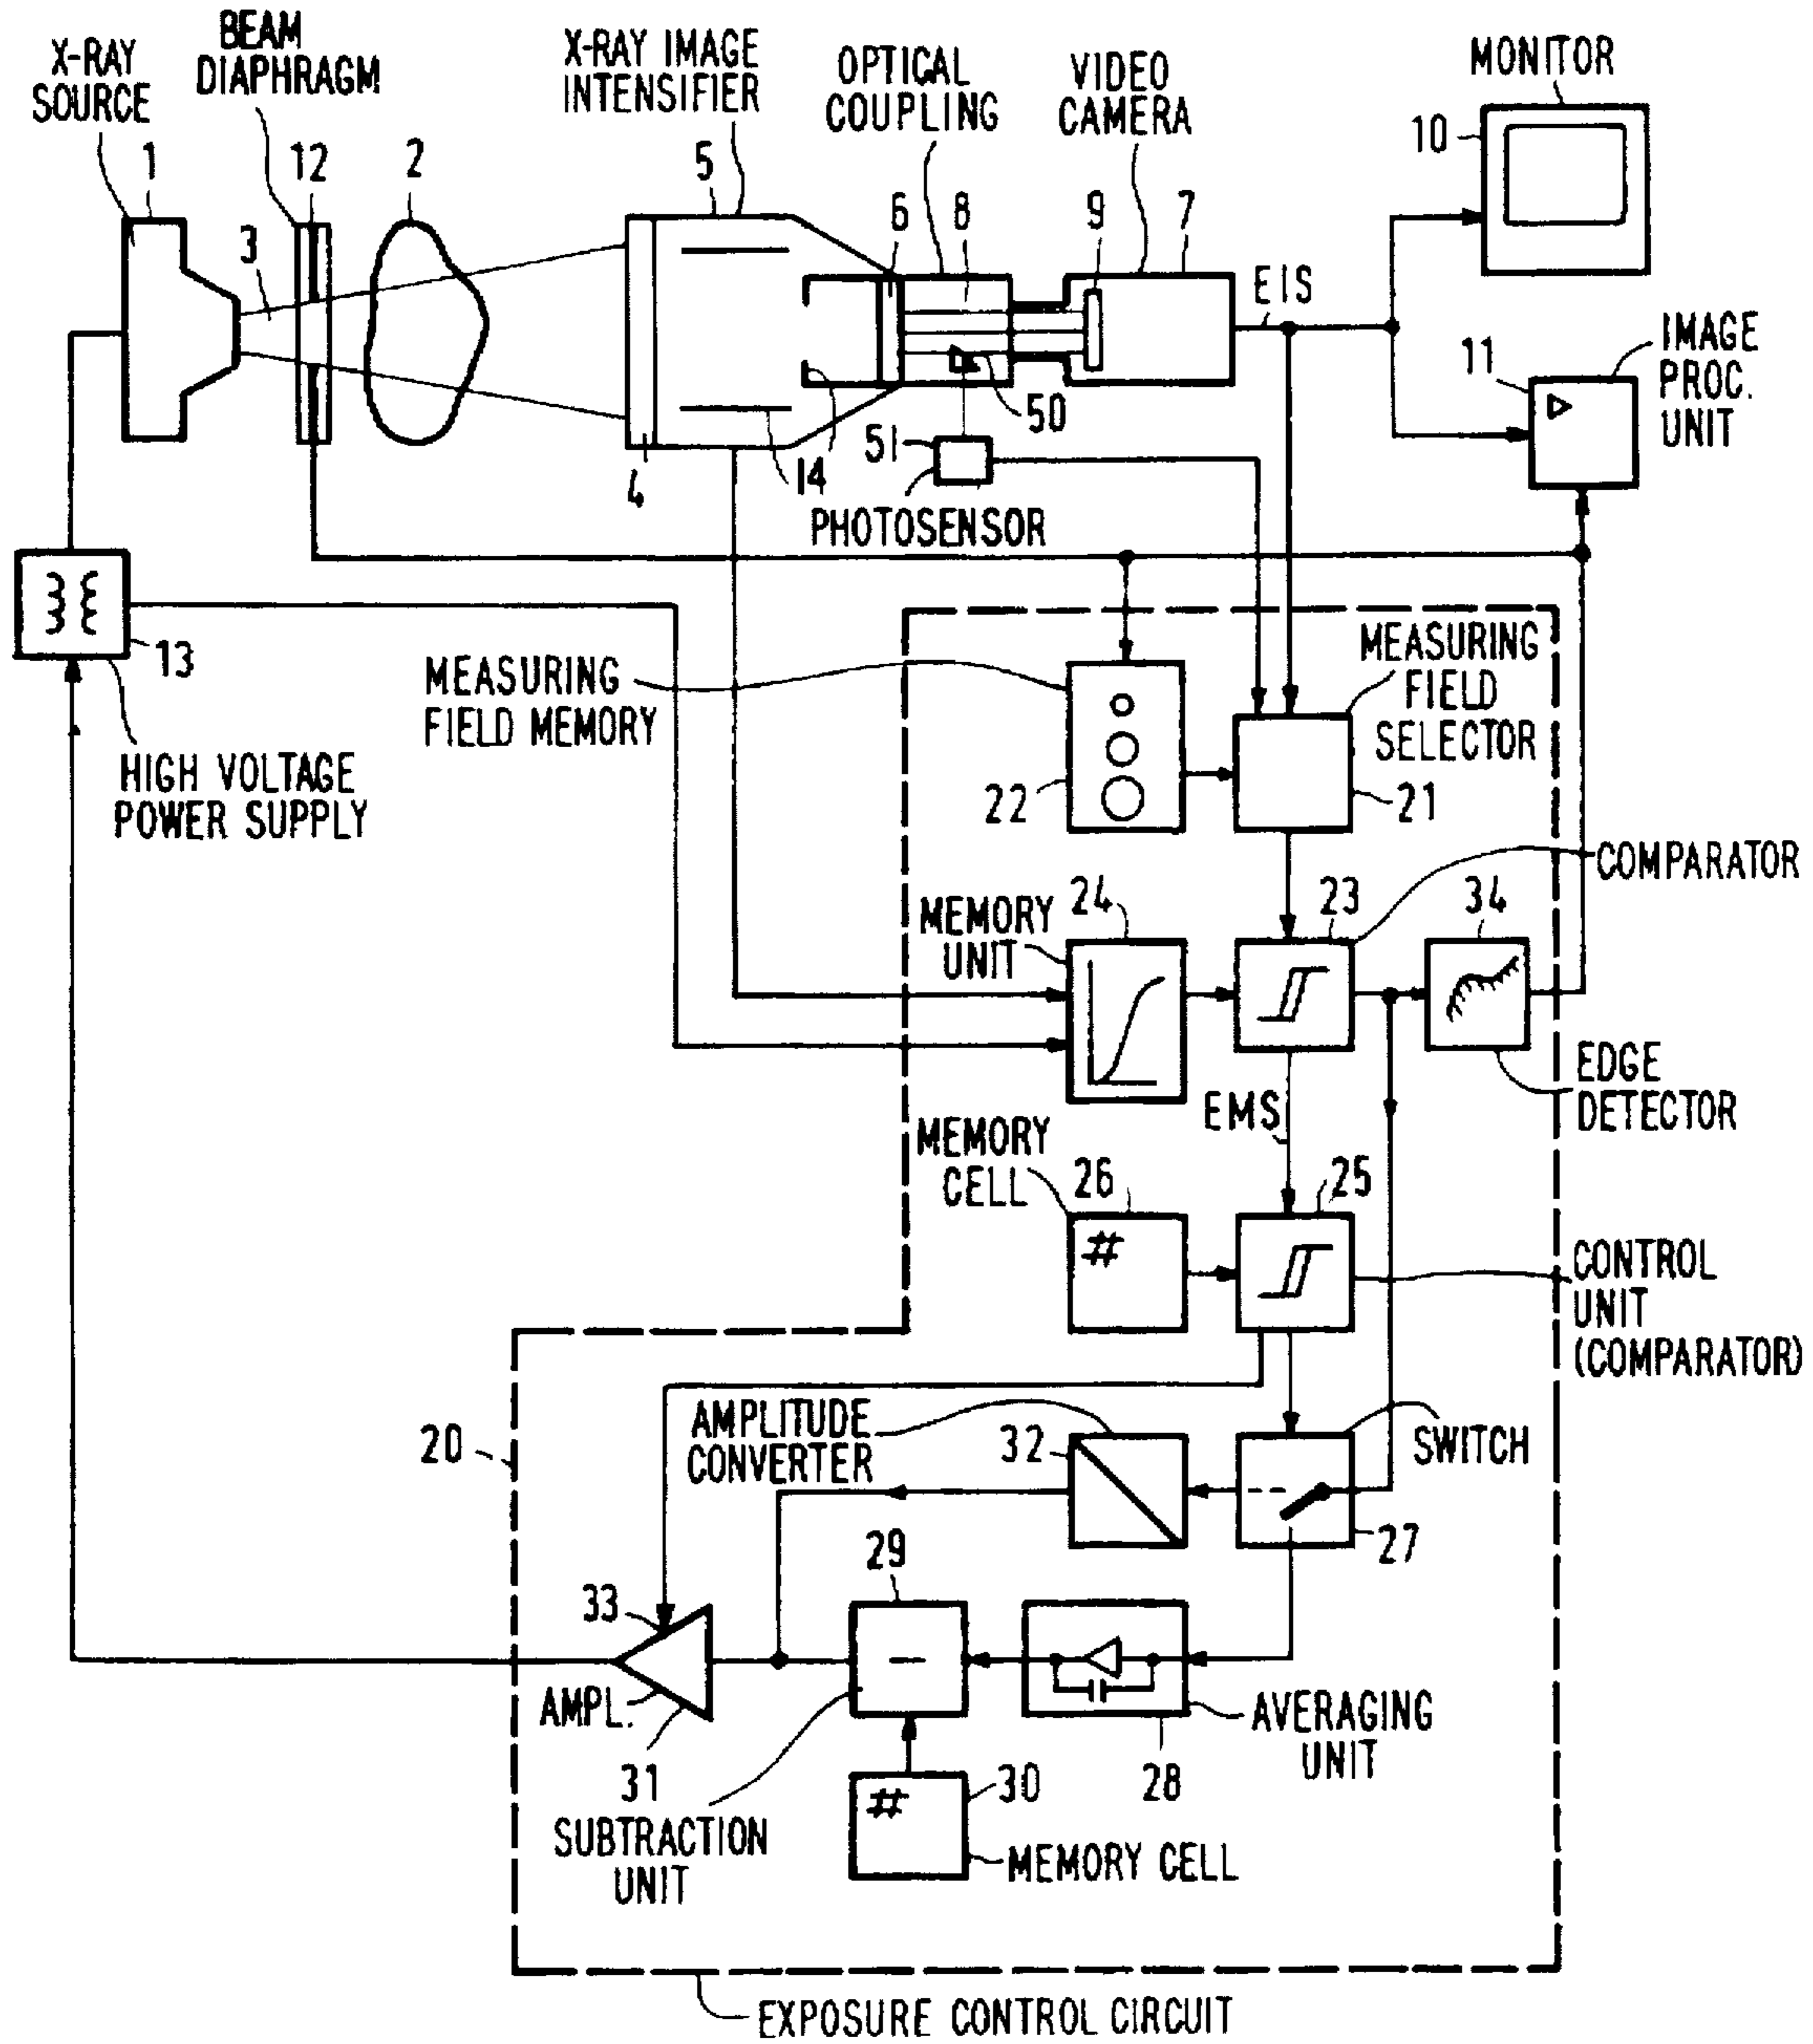 X-RAY
SOURCE
BEAM
DIAPHRAGM
X-RAY IMAGE
INTENSIFIER
OPTICAL
COUPLING
VIDEO
CAMERA
MONITOR
10
1
12
2
5
3
6
8
9
7
EIS
IMAGE
PROC.
UNIT
11
50
51
4
14
PHOTOSENSOR
13
HIGH VOLTAGE
POWER SUPPLY
MEASURING
FIELD MEMORY
MEASURING
FIELD
SELECTOR
22
21
COMPARATOR
MEMORY
UNIT
24
23
34
EDGE
DETECTOR
EMS
MEMORY
CELL
26
#
25
CONTROL
UNIT
(COMPARATOR)
20
AMPLITUDE
CONVERTER
32
SWITCH
27
29
33
AMPL.
31
AVERAGING
UNIT
28
SUBTRACTION
UNIT
#
30
MEMORY CELL
EXPOSURE CONTROL CIRCUIT